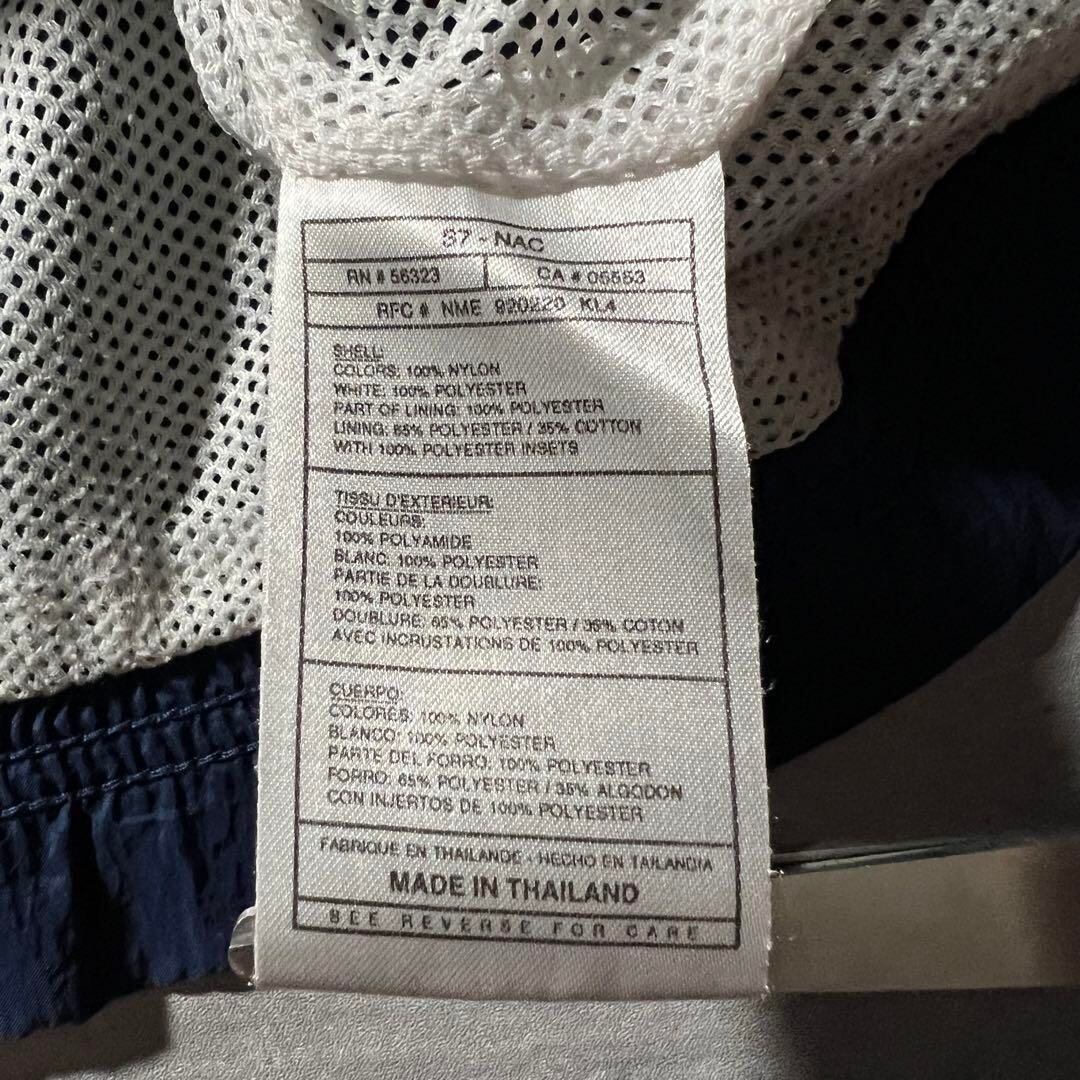 S7 - NAC
RN # 56323 CA # 05553
RFC # NME 920220 KL4
SHELL:
COLORS: 100% NYLON
WHITE: 100% POLYESTER
PART OF LINING: 100% POLYESTER
LINING: 65% POLYESTER / 35% COTTON
WITH 100% POLYESTER INSETS
TISSU D'EXTERIEUR:
COULEURS:
100% POLYAMIDE
BLANC: 100% POLYESTER
PARTIE DE LA DOUBLURE:
100% POLYESTER
DOUBLURE: 65% POLYESTER / 35% COTON
AVEC INCRUSTATIONS DE 100% POLYESTER
CUERPO:
COLORES: 100% NYLON
BLANCO: 100% POLYESTER
PARTE DEL FORRO: 100% POLYESTER
FORRO: 65% POLYESTER / 35% ALGODON
CON INJERTOS DE 100% POLYESTER
FABRIQUE EN THAILANDE - HECHO EN TAILANDIA
MADE IN THAILAND
SEE REVERSE FOR CARE